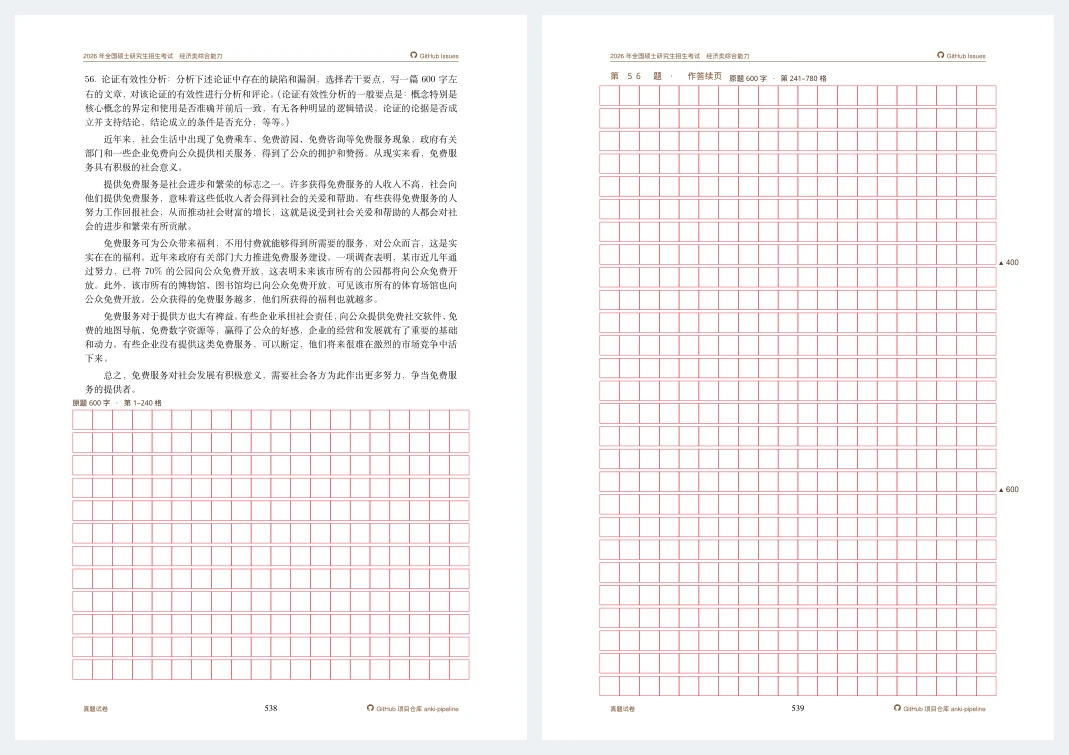 2026 年全国硕士研究生招生考试 经济类综合能力
GitHub Issues
56. 论证有效性分析：分析下述论证中存在的缺陷和漏洞，选择若干要点，写一篇 600 字左
右的文章，对该论证的有效性进行分析和评论。（论证有效性分析的一般要点是：概念特别是
核心概念的界定和使用是否准确并前后一致，有无各种明显的逻辑错误，论证的论据是否成
立并支持结论，结论成立的条件是否充分，等等。）
近年来，社会生活中出现了免费乘车、免费游园、免费咨询等免费服务现象，政府有关
部门和一些企业免费向公众提供相关服务，得到了公众的拥护和赞扬。从现实来看，免费服
务具有积极的社会意义。
提供免费服务是社会进步和繁荣的标志之一。许多获得免费服务的人收入不高，社会向
他们提供免费服务，意味着这些低收入者会得到社会的关爱和帮助。有些获得免费服务的人
努力工作回报社会，从而推动社会财富的增长，这就是说受到社会关爱和帮助的人都会对社
会的进步和繁荣有所贡献。
免费服务可为公众带来福利，不用付费就能够得到所需要的服务，对公众而言，这是实
实在在的福利。近年来政府有关部门大力推进免费服务建设。一项调查表明，某市近几年通
过努力，已将 70% 的公园向公众免费开放，这表明未来该市所有的公园都将向公众免费开
放。此外，该市所有的博物馆、图书馆均已向公众免费开放，可见该市所有的体育场馆也向
公众免费开放。公众获得的免费服务越多，他们所获得的福利也就越多。
免费服务对于提供方也大有裨益。有些企业承担社会责任，向公众提供免费社交软件、免
费的地图导航、免费数字资源等，赢得了公众的好感，企业的经营和发展就有了重要的基础
和动力。有些企业没有提供这类免费服务，可以断定，他们将来很难在激烈的市场竞争中活
下来。
总之，免费服务对社会发展有积极意义，需要社会各方为此作出更多努力，争当免费服
务的提供者。
原题 600 字 · 第 1–240 格
真题试卷
538
GitHub 项目仓库 anki-pipeline
2026 年全国硕士研究生招生考试 经济类综合能力
GitHub Issues
第 56 题 · 作答续页 原题 600 字 · 第 241–780 格
▲ 400
▲ 600
真题试卷
539
GitHub 项目仓库 anki-pipeline